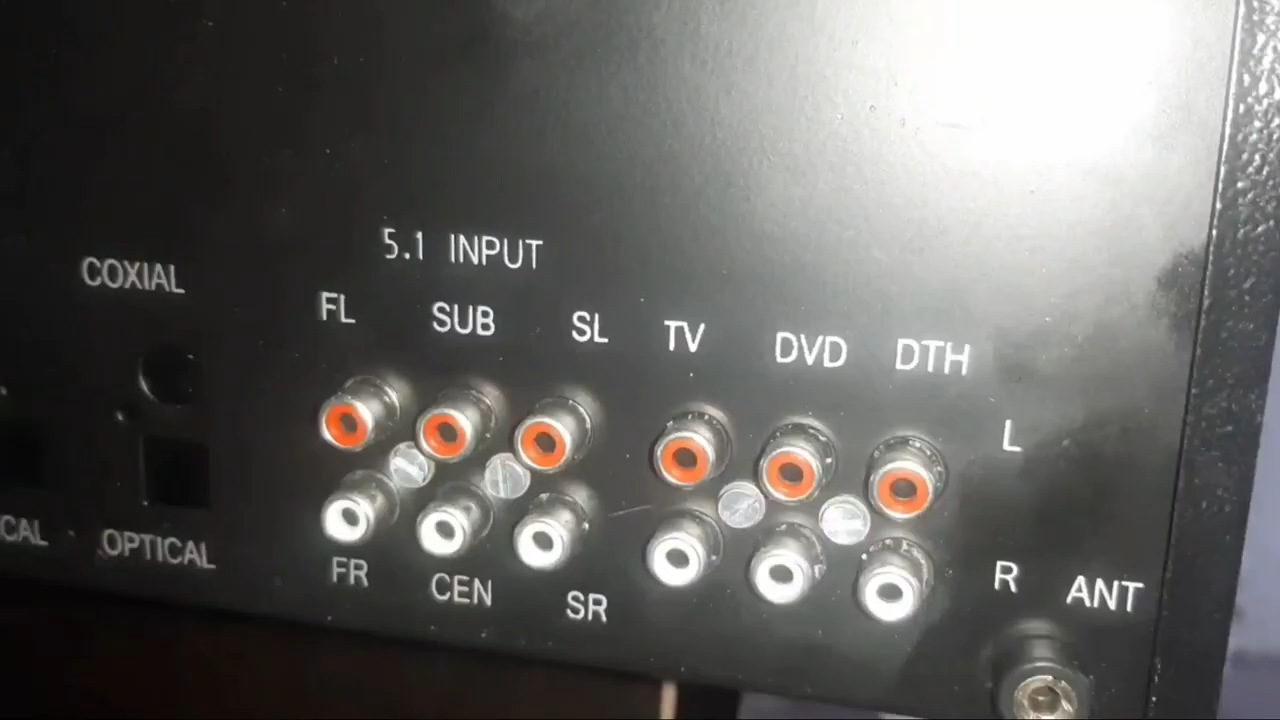 5.1 INPUT
COXIAL
FL SUB SL TV DVD DTH
L
CAL OPTICAL
FR CEN SR R ANT